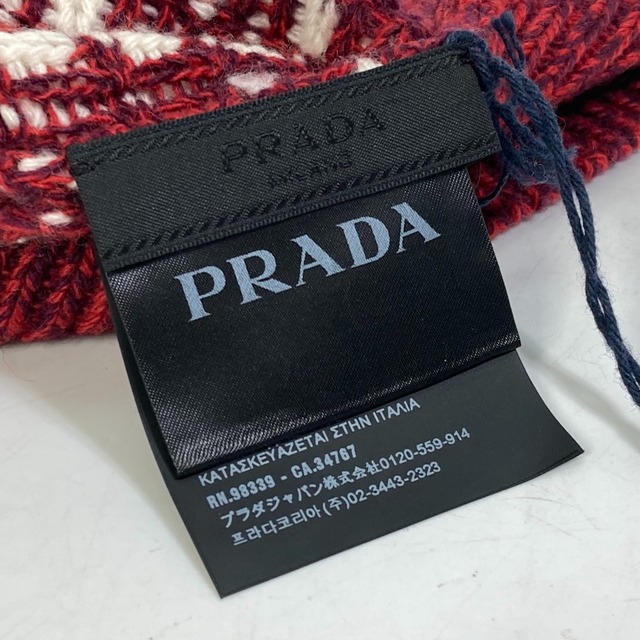 PRADA
MILANO
PRADA
ΚΑΤΑΣΚΕΥΑΖΕΤΑΙ ΣΤΗΝ ΙΤΑΛΙΑ
RN.98339 - CA.34767
プラダジャパン株式会社0120-559-914
프라다코리아(주)02-3443-2323